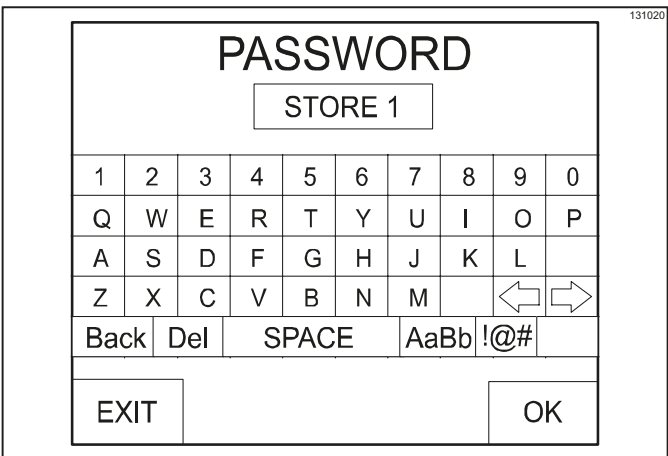 131020
PASSWORD
STORE 1
1 2 3 4 5 6 7 8 9 0
Q W E R T Y U I O P
A S D F G H J K L
Z X C V B N M
Back Del SPACE AaBb !@#
EXIT OK